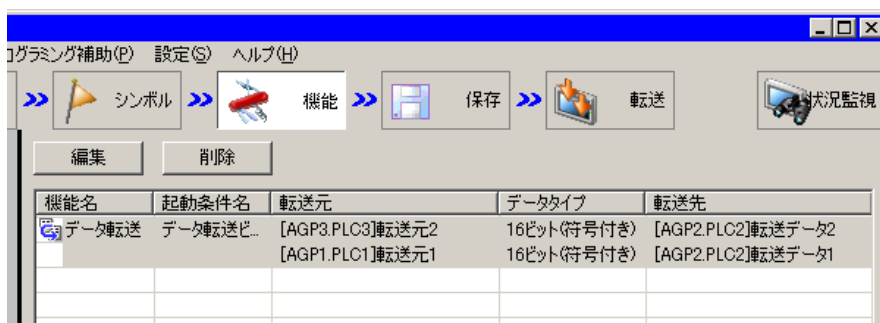 ログラミング補助(P) 設定(S) ヘルプ(H)
シンボル 機能 保存 転送 状況監視
編集 削除
機能名 起動条件名 転送元 データタイプ 転送先
データ転送 データ転送ビ... [AGP3.PLC3]転送元2 16ビット(符号付き) [AGP2.PLC2]転送データ2
[AGP1.PLC1]転送元1 16ビット(符号付き) [AGP2.PLC2]転送データ1